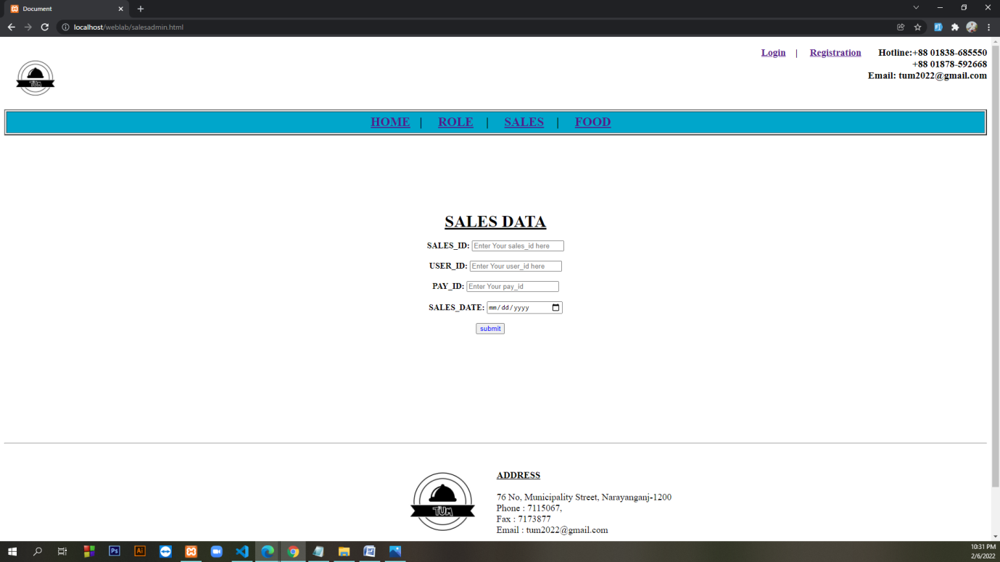 Document
localhost/weblab/salesadmin.html
Login | Registration Hotline:+88 01838-685550
+88 01878-592668
Email: tum2022@gmail.com
TUM
HOME | ROLE | SALES | FOOD
SALES DATA
SALES_ID: Enter Your sales_id here
USER_ID: Enter Your user_id here
PAY_ID: Enter Your pay_id
SALES_DATE: mm/dd/yyyy
submit
ADDRESS
76 No, Municipality Street, Narayanganj-1200
Phone : 7115067,
Fax : 7173877
Email : tum2022@gmail.com
TUM
Ps
Ai
10:31 PM
2/6/2022